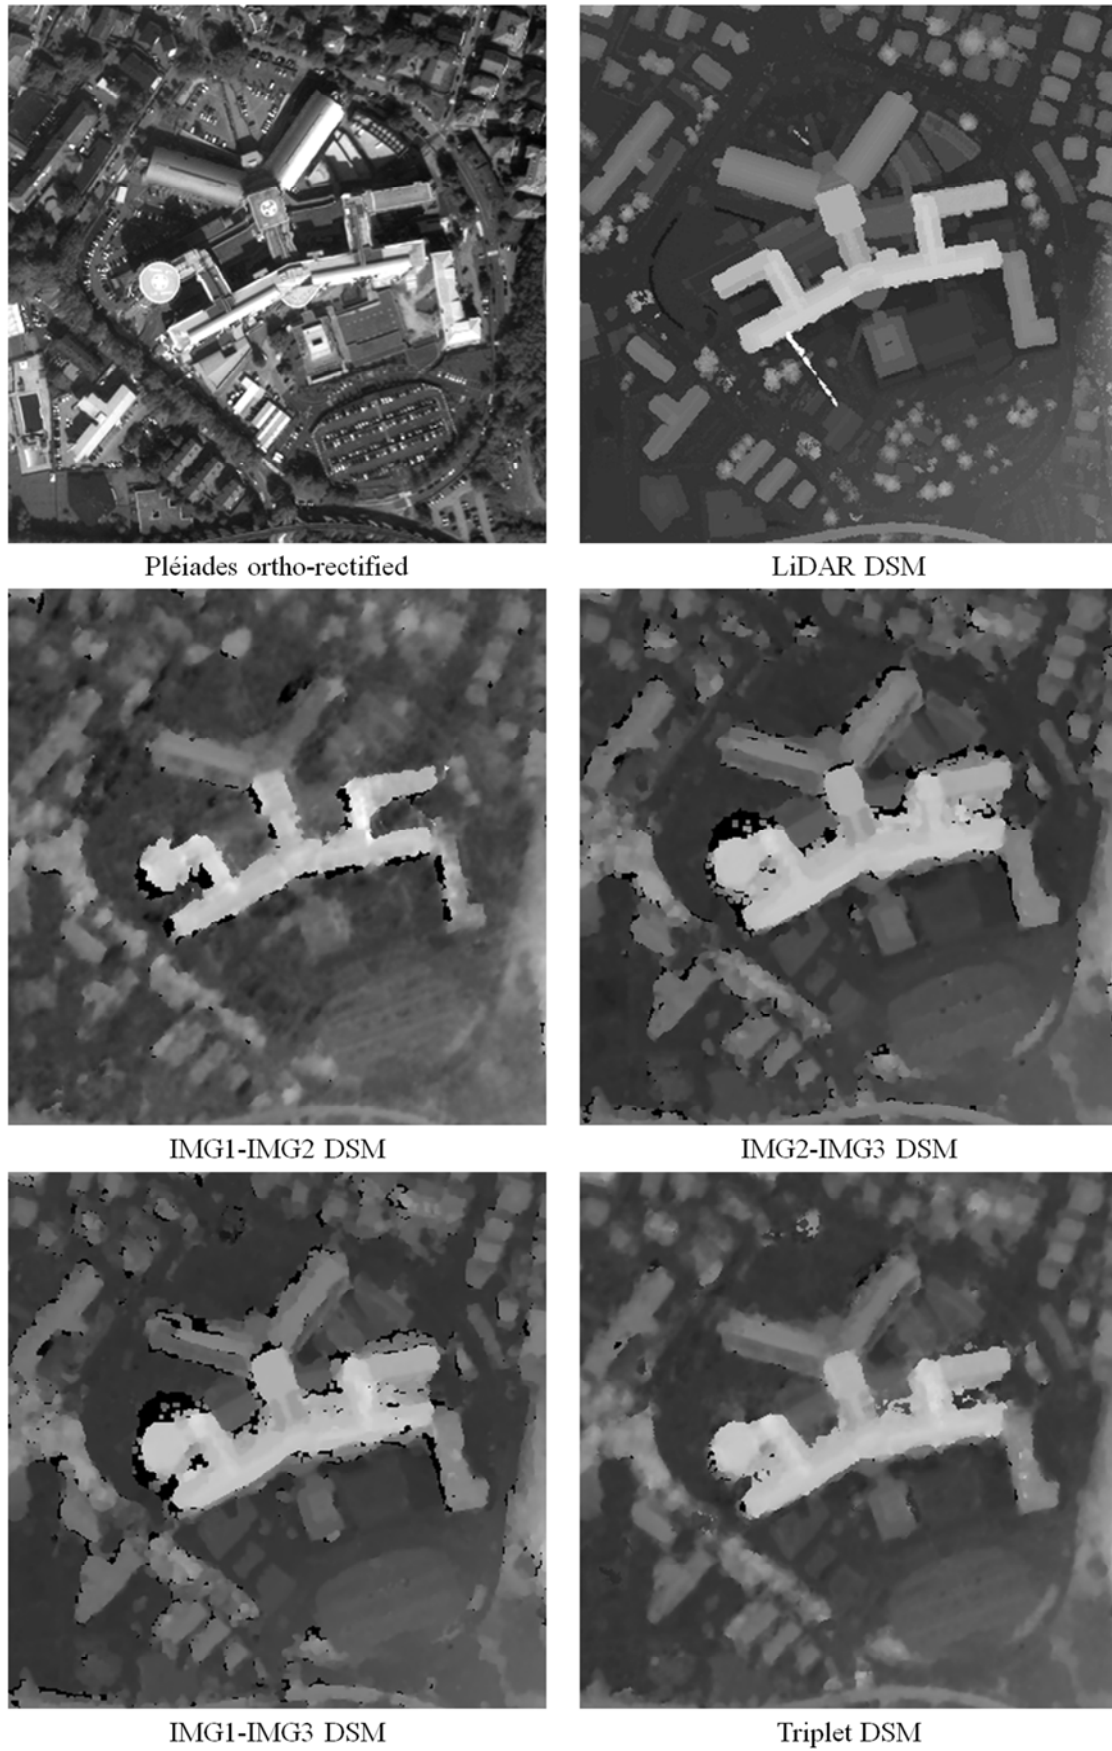 Pléiades ortho-rectified
LiDAR DSM
IMG1-IMG2 DSM
IMG2-IMG3 DSM
IMG1-IMG3 DSM
Triplet DSM